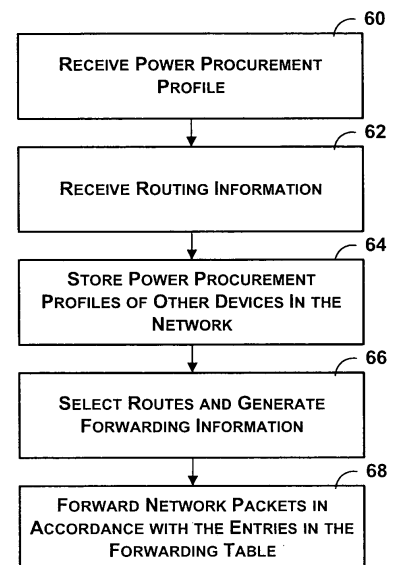 60
RECEIVE POWER PROCUREMENT
PROFILE
62
RECEIVE ROUTING INFORMATION
64
STORE POWER PROCUREMENT
PROFILES OF OTHER DEVICES IN THE
NETWORK
66
SELECT ROUTES AND GENERATE
FORWARDING INFORMATION
68
FORWARD NETWORK PACKETS IN
ACCORDANCE WITH THE ENTRIES IN THE
FORWARDING TABLE